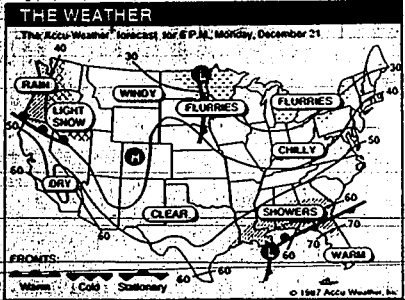 THE WEATHER
The Accu-Weather® forecast for 6 P.M., Monday, December 21
40
30
30
40
RAIN
WINDY
L
FLURRIES
FLURRIES
LIGHT
SNOW
50
50
H
CHILLY
60
DRY
60
CLEAR
SHOWERS
60
70
70
L
60
WARM
60
60
FRONTS:
Warm Cold Stationary
© 1987 Accu Weather, Inc.